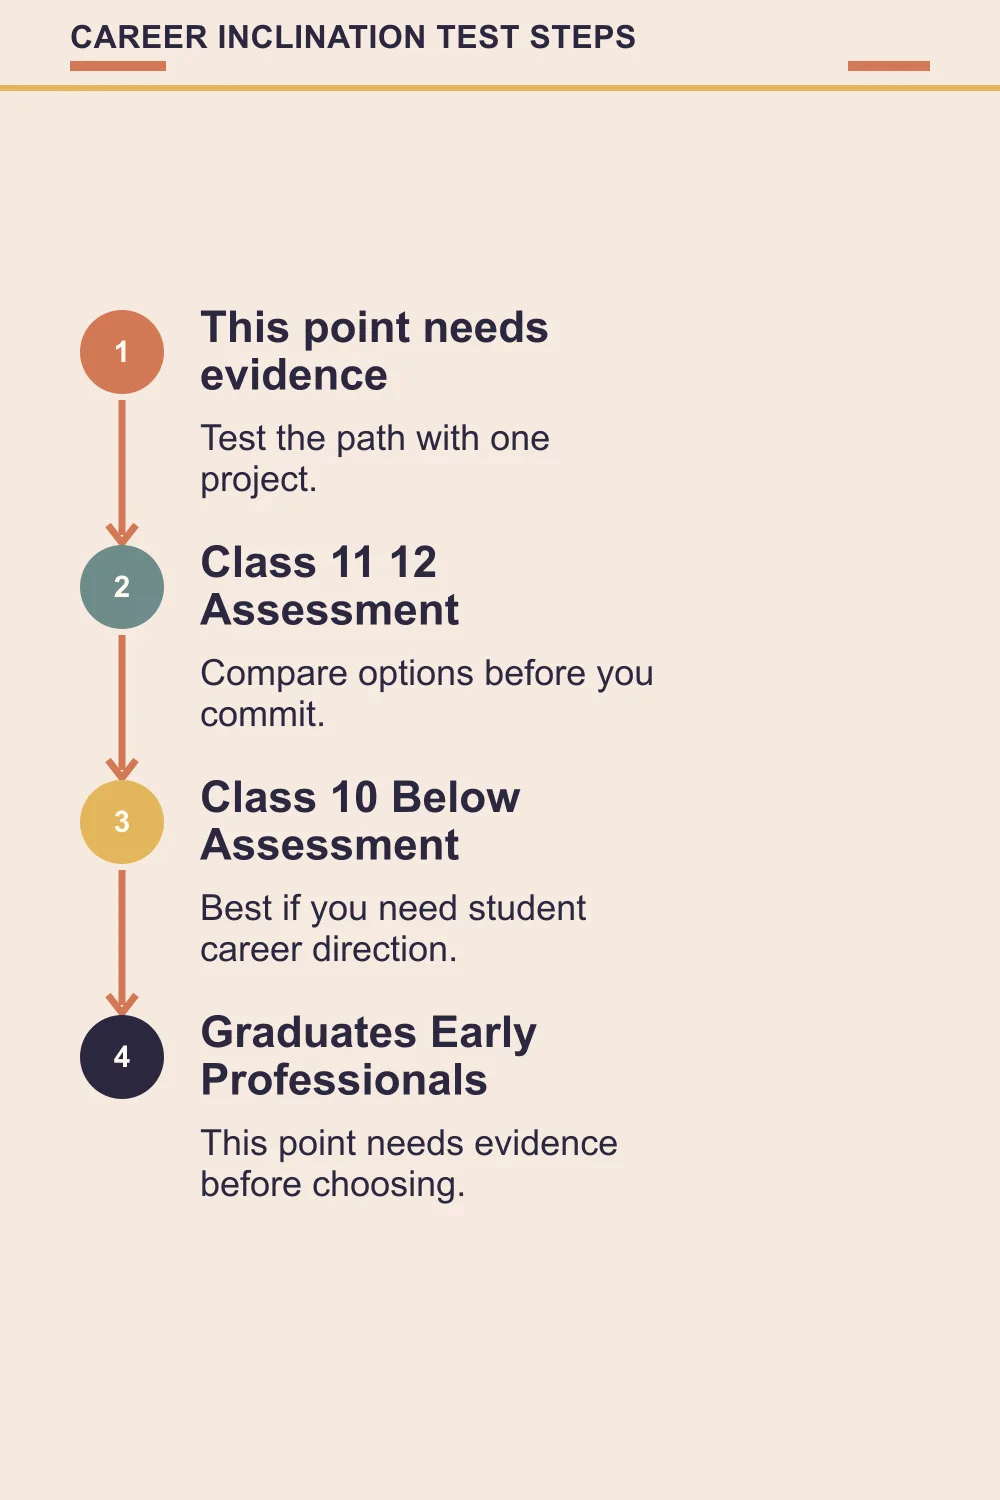 CAREER INCLINATION TEST STEPS
1
This point needs
evidence
Test the path with one
project.
2
Class 11 12
Assessment
Compare options before you
commit.
3
Class 10 Below
Assessment
Best if you need student
career direction.
4
Graduates Early
Professionals
This point needs evidence
before choosing.